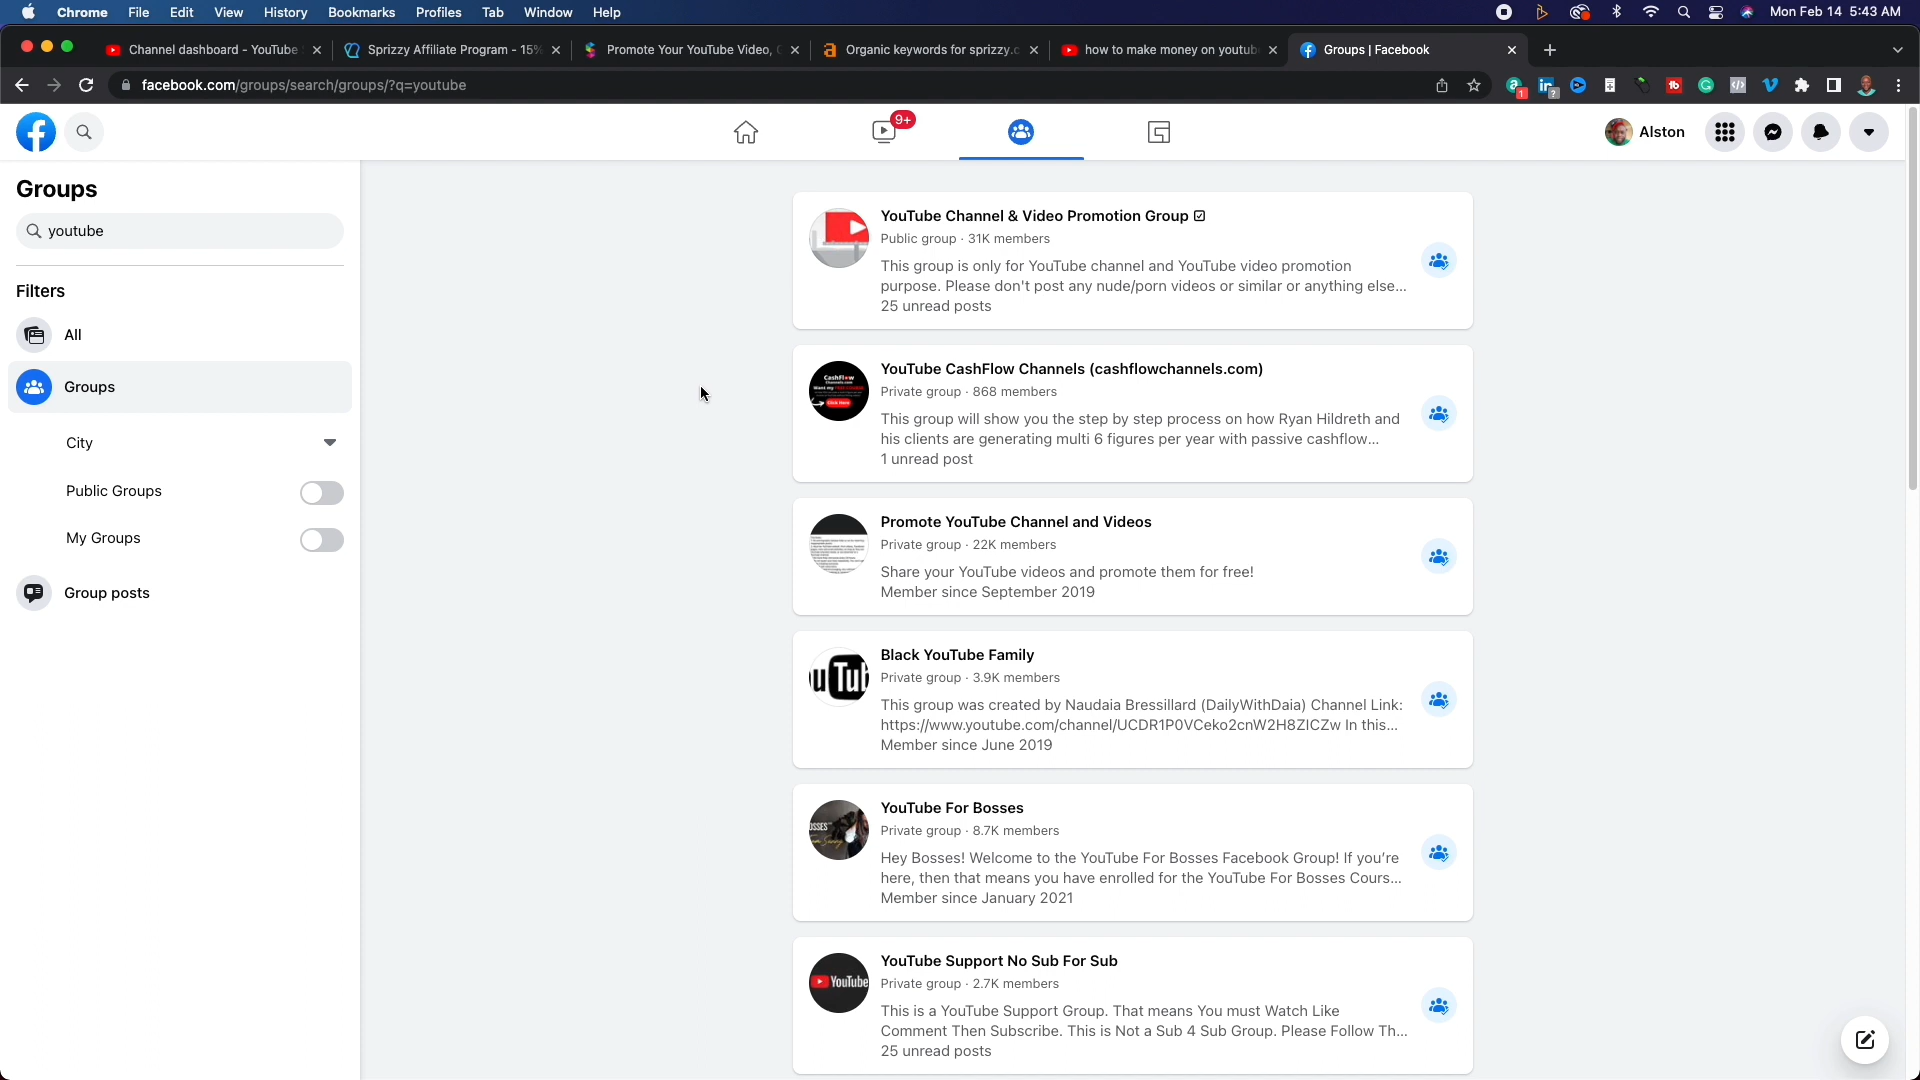 Chrome File Edit View History Bookmarks Profiles Tab Window Help Mon Feb 14 5:43 AM
Channel dashboard - YouTube Sprizzy Affiliate Program - 15% Promote Your YouTube Video, Organic keywords for sprizzy.c how to make money on youtub Groups | Facebook
facebook.com/groups/search/groups/?q=youtube
9+
Alston
Groups
youtube
Filters
All
Groups
City
Public Groups
My Groups
Group posts
YouTube Channel & Video Promotion Group
Public group · 31K members
This group is only for YouTube channel and YouTube video promotion
purpose. Please don't post any nude/porn videos or similar or anything else...
25 unread posts
YouTube CashFlow Channels (cashflowchannels.com)
Private group · 868 members
This group will show you the step by step process on how Ryan Hildreth and
his clients are generating multi 6 figures per year with passive cashflow...
1 unread post
Promote YouTube Channel and Videos
Private group · 22K members
Share your YouTube videos and promote them for free!
Member since September 2019
Black YouTube Family
Private group · 3.9K members
This group was created by Naudaia Bressillard (DailyWithDaia) Channel Link:
https://www.youtube.com/channel/UCDR1P0VCeko2cnW2H8ZICZw In this...
Member since June 2019
YouTube For Bosses
Private group · 8.7K members
Hey Bosses! Welcome to the YouTube For Bosses Facebook Group! If you're
here, then that means you have enrolled for the YouTube For Bosses Cours...
Member since January 2021
YouTube
YouTube Support No Sub For Sub
Private group · 2.7K members
This is a YouTube Support Group. That means You must Watch Like
Comment Then Subscribe. This is Not a Sub 4 Sub Group. Please Follow Th...
25 unread posts